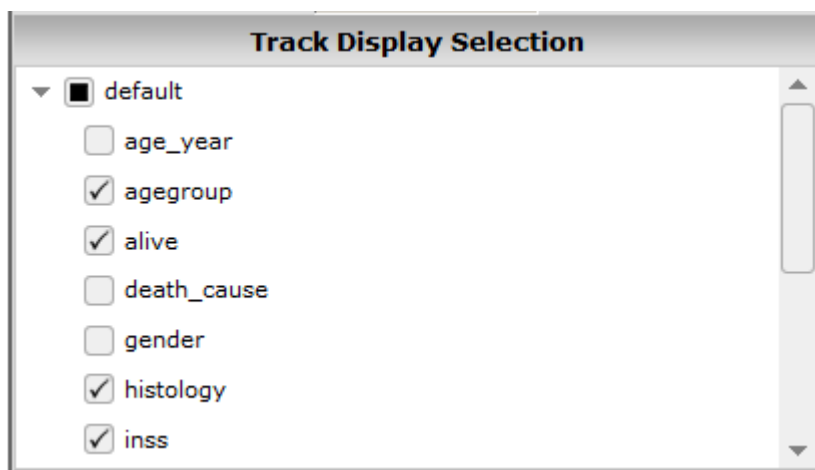 Track Display Selection
default
age_year
agegroup
alive
death_cause
gender
histology
inss